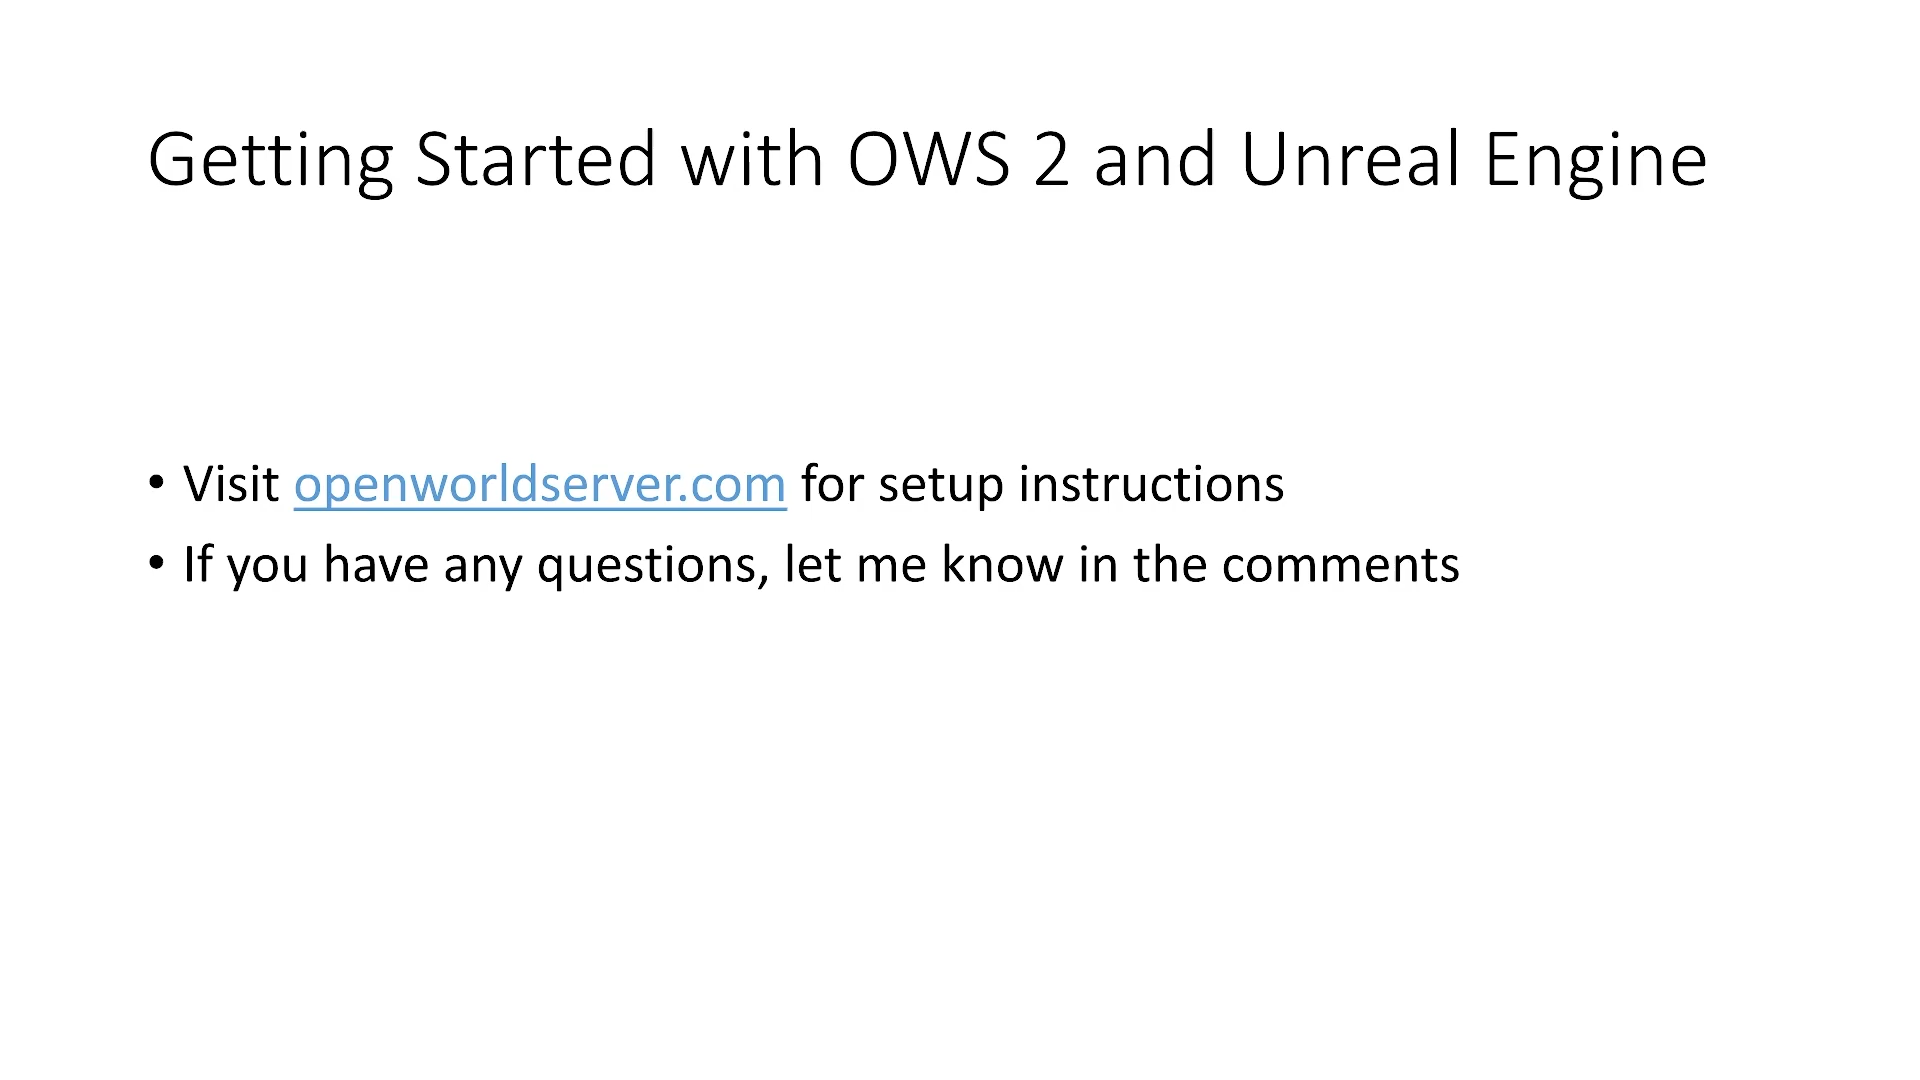 Getting Started with OWS 2 and Unreal Engine
• Visit openworldserver.com for setup instructions
• If you have any questions, let me know in the comments